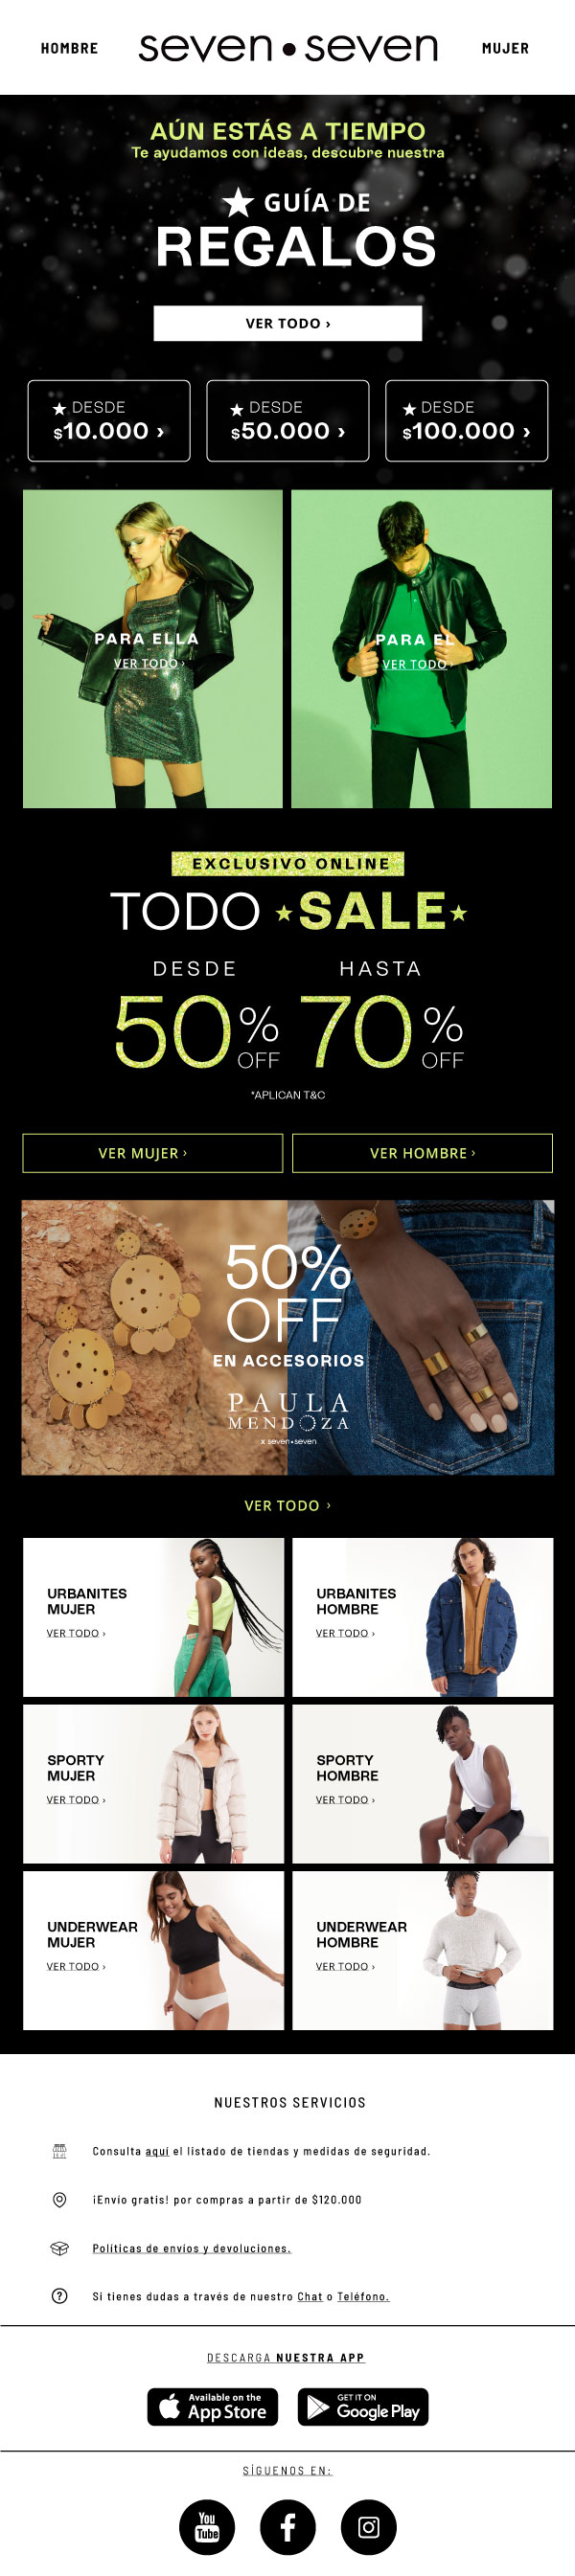 HOMBRE
seven•seven
MUJER
AÚN ESTÁS A TIEMPO
Te ayudamos con ideas, descubre nuestra
GUÍA DE
REGALOS
VER TODO ›
DESDE
$10.000 ›
DESDE
$50.000 ›
DESDE
$100.000 ›
PARA ELLA
VER TODO ›
PARA EL
VER TODO ›
EXCLUSIVO ONLINE
TODO SALE
DESDE
50% OFF
HASTA
70% OFF
*APLICAN T&C
VER MUJER ›
VER HOMBRE ›
50%
OFF
EN ACCESORIOS
PAULA
MENDOZA
x seven•seven
VER TODO ›
URBANITES
MUJER
VER TODO ›
URBANITES
HOMBRE
VER TODO ›
SPORTY
MUJER
VER TODO ›
SPORTY
HOMBRE
VER TODO ›
UNDERWEAR
MUJER
VER TODO ›
UNDERWEAR
HOMBRE
VER TODO ›
NUESTROS SERVICIOS
Consulta aquí el listado de tiendas y medidas de seguridad.
¡Envío gratis! por compras a partir de $120.000
Políticas de envíos y devoluciones.
Si tienes dudas a través de nuestro Chat o Teléfono.
DESCARGA NUESTRA APP
Available on the
App Store
GET IT ON
Google Play
SÍGUENOS EN:
You
Tube